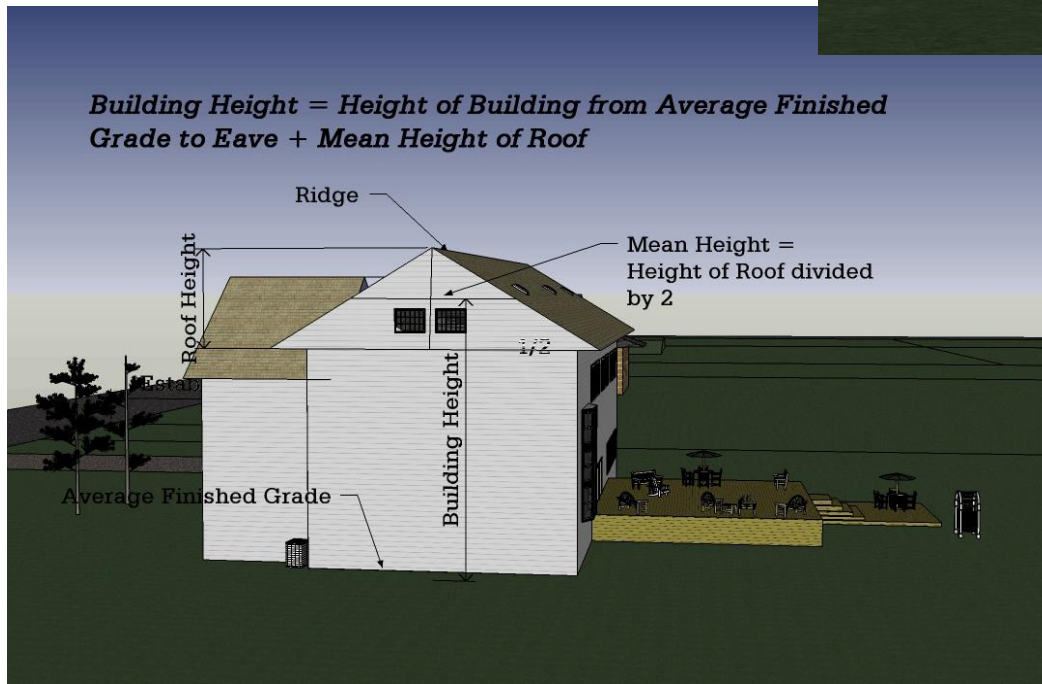 Building Height = Height of Building from Average Finished
Grade to Eave + Mean Height of Roof
Ridge
Mean Height =
Height of Roof divided
by 2
Roof Height
1/2
Building Height
Average Finished Grade